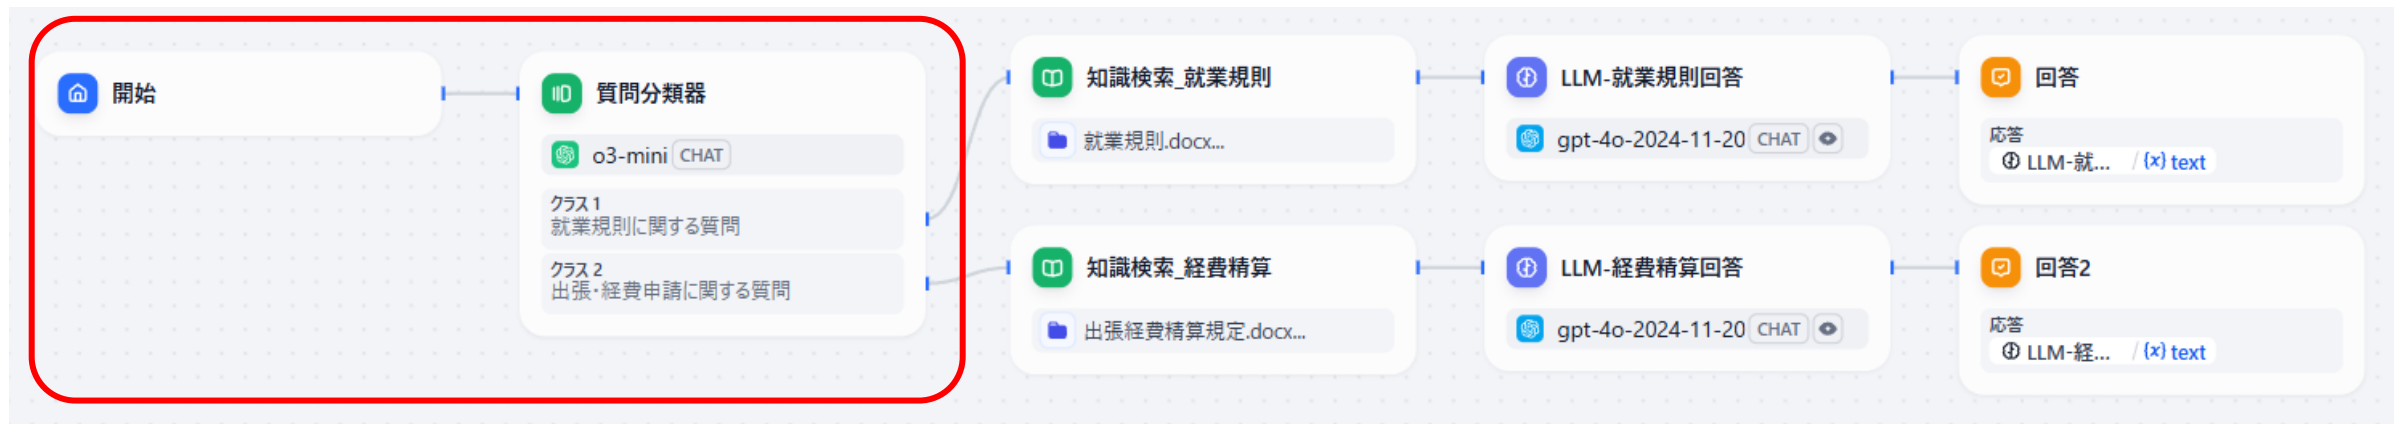 開始
質問分類器
o3-mini CHAT
クラス 1
就業規則に関する質問
クラス 2
出張・経費申請に関する質問
知識検索_就業規則
就業規則.docx...
LLM-就業規則回答
gpt-4o-2024-11-20 CHAT
回答
応答
LLM-就... / {x} text
知識検索_経費精算
出張経費精算規定.docx...
LLM-経費精算回答
gpt-4o-2024-11-20 CHAT
回答2
応答
LLM-経... / {x} text